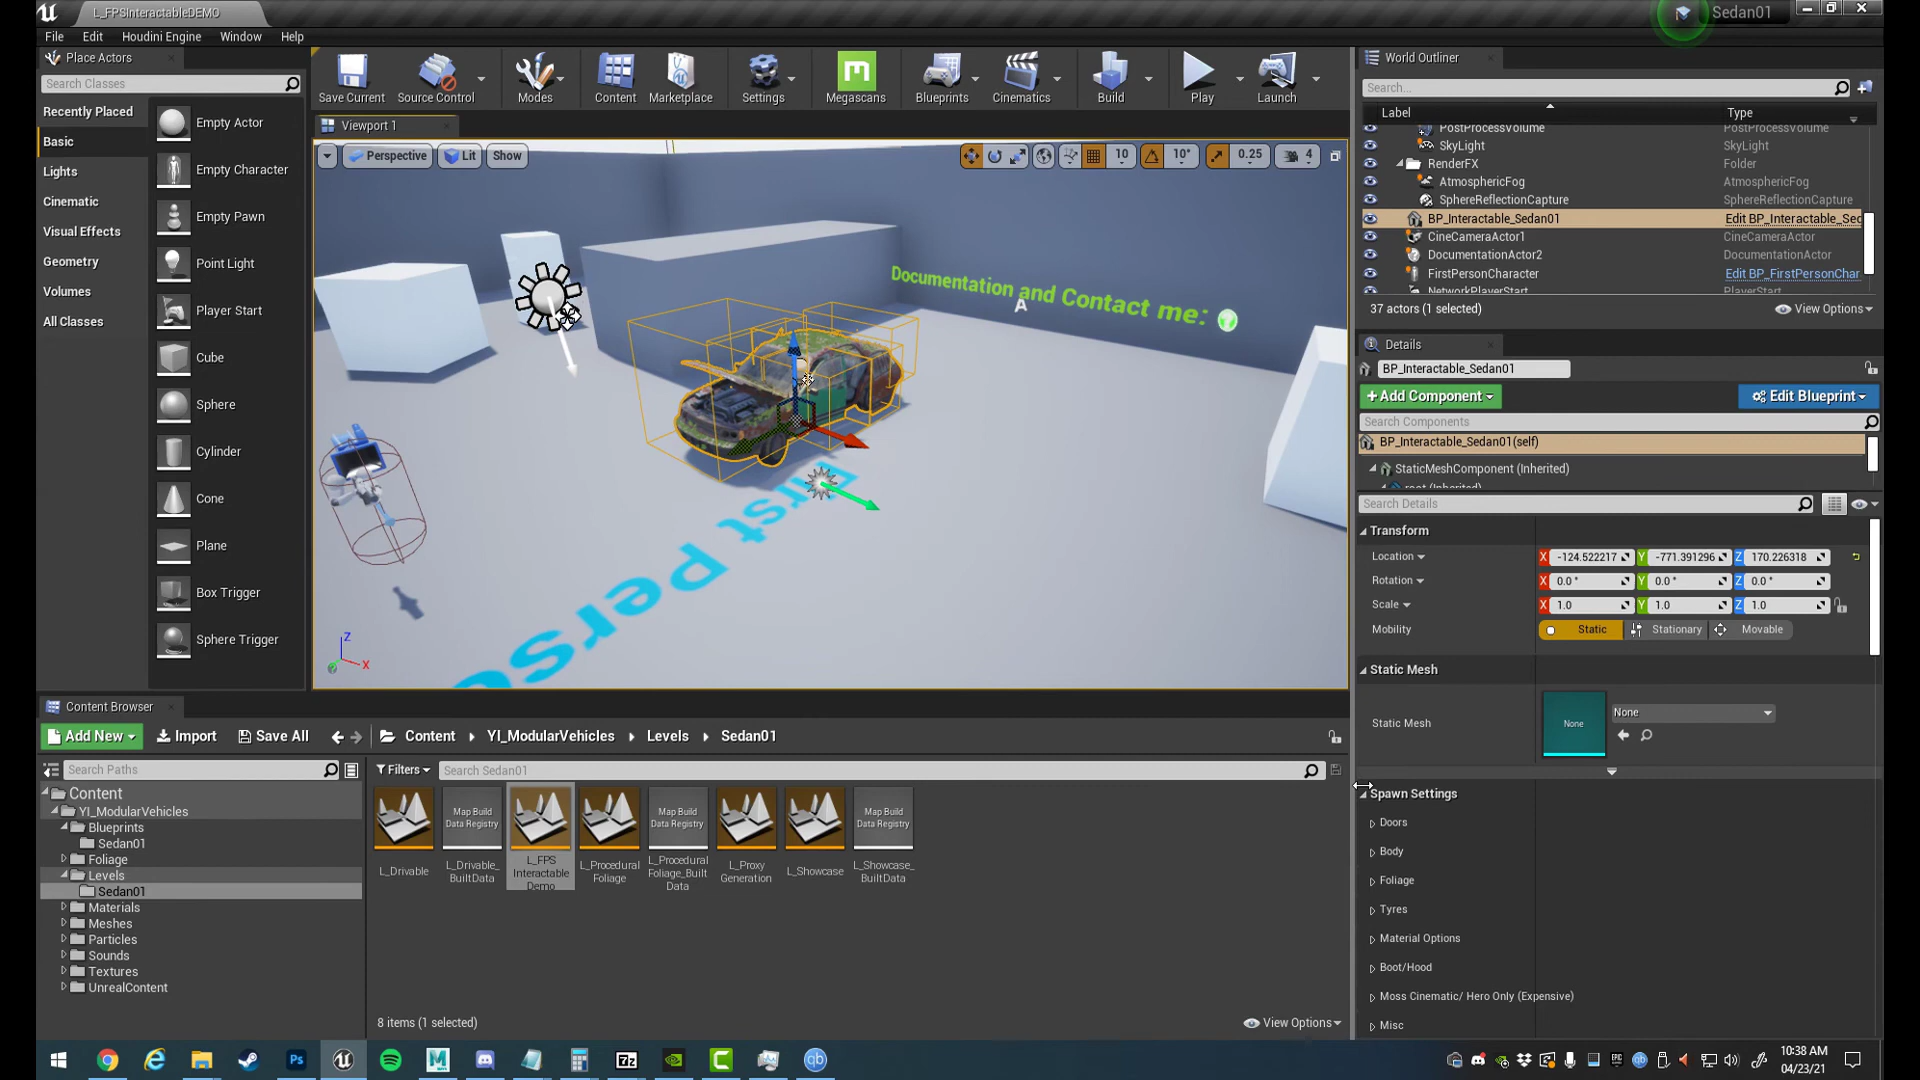 L_FPSInteractableDEMO
Sedan01
File Edit Houdini Engine Window Help
Place Actors
Search Classes
Recently Placed
Basic
Lights
Cinematic
Visual Effects
Geometry
Volumes
All Classes
Empty Actor
Empty Character
Empty Pawn
Point Light
Player Start
Cube
Sphere
Cylinder
Cone
Plane
Box Trigger
Sphere Trigger
Save Current
Source Control
Modes
Content
Marketplace
Settings
Megascans
Blueprints
Cinematics
Build
Play
Launch
Viewport 1
Perspective Lit Show
10 10° 0.25 4
Documentation and Contact me:
A
First Perso
Z
X
World Outliner
Search...
Label Type
PostProcessVolume PostProcessVolume
SkyLight SkyLight
RenderFX Folder
AtmosphericFog AtmosphericFog
SphereReflectionCapture SphereReflectionCapture
BP_Interactable_Sedan01 Edit BP_Interactable_Sed
CineCameraActor1 CineCameraActor
DocumentationActor2 DocumentationActor
FirstPersonCharacter Edit BP_FirstPersonChar
NetworkPlayerStart PlayerStart
37 actors (1 selected) View Options
Details
BP_Interactable_Sedan01
+Add Component Edit Blueprint
Search Components
BP_Interactable_Sedan01(self)
StaticMeshComponent (Inherited)
root (Inherited)
Search Details
Transform
Location X -124.522217 Y -771.391296 Z 170.226318
Rotation X 0.0 ° Y 0.0 ° Z 0.0 °
Scale X 1.0 Y 1.0 Z 1.0
Mobility Static Stationary Movable
Static Mesh
Static Mesh None None
Spawn Settings
Doors
Body
Foliage
Tyres
Material Options
Boot/Hood
Moss Cinematic/ Hero Only (Expensive)
Misc
Content Browser
Add New Import Save All Content YI_ModularVehicles Levels Sedan01
Search Paths
Filters Search Sedan01
Content
YI_ModularVehicles
Blueprints
Sedan01
Foliage
Levels
Sedan01
Materials
Meshes
Particles
Sounds
Textures
UnrealContent
L_Drivable
Map Build Data Registry
L_Drivable_BuiltData
L_FPS Interactable Demo
L_Procedural Foliage
Map Build Data Registry
L_Procedural Foliage_Built Data
L_Proxy Generation
L_Showcase
Map Build Data Registry
L_Showcase_BuiltData
8 items (1 selected) View Options
10:38 AM
04/23/21